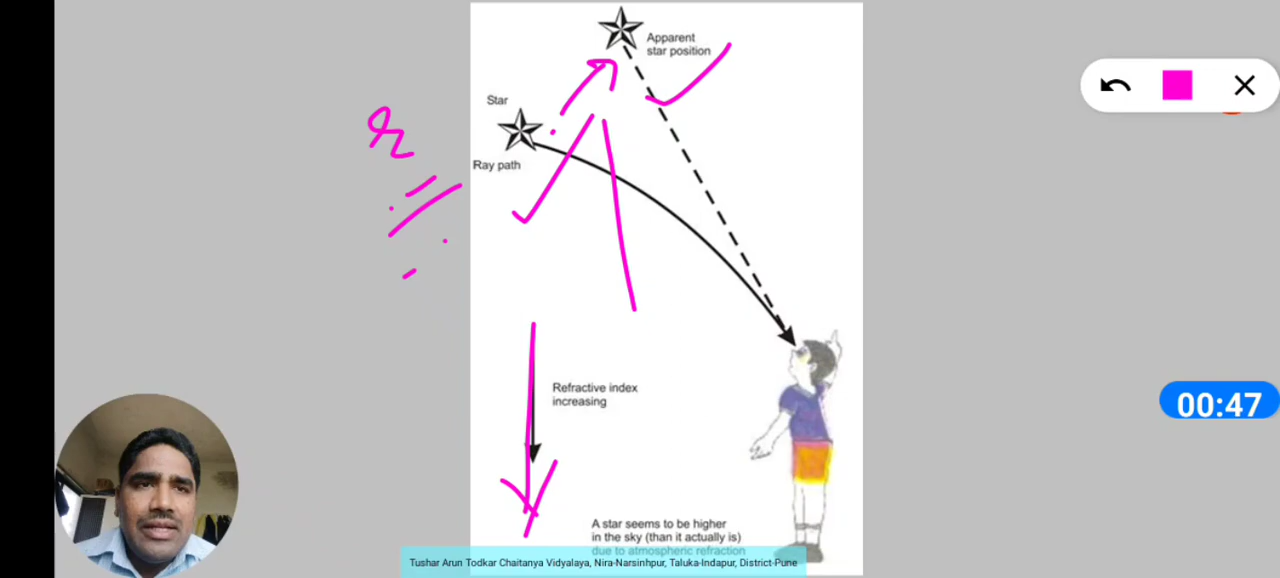 Apparent
star position
Star
Ray path
Refractive index
increasing
A star seems to be higher
in the sky (than it actually is)
due to atmospheric refraction
Tushar Arun Todkar Chaitanya Vidyalaya, Nira-Narsinhpur, Taluka-Indapur, District-Pune
00:47